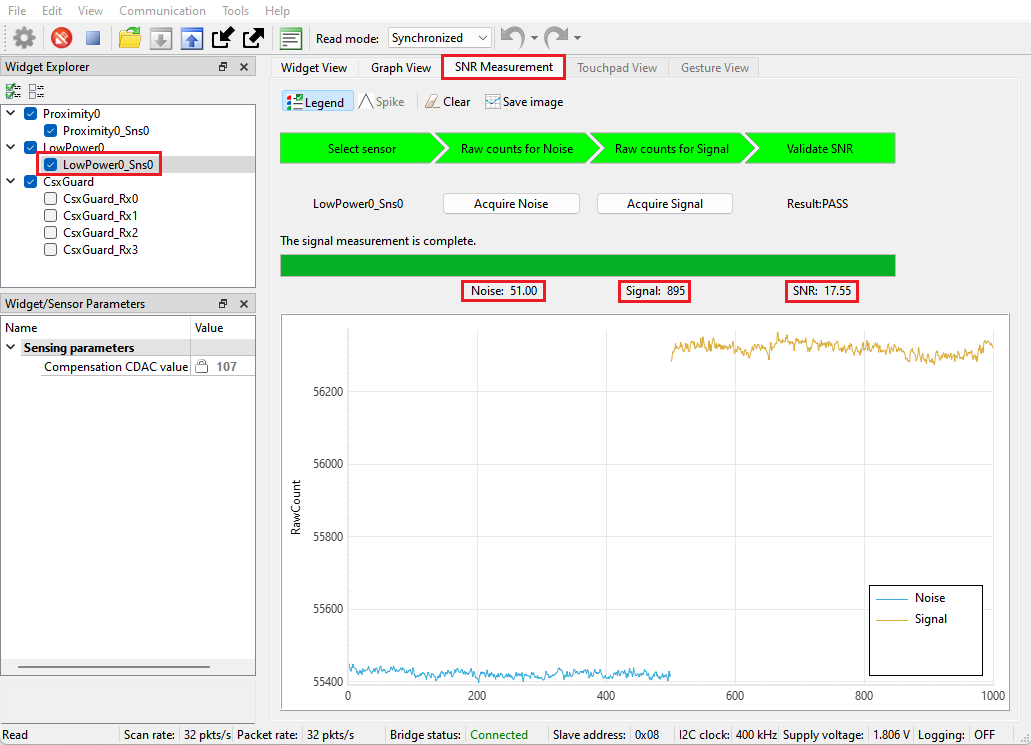 File Edit View Communication Tools Help
Read mode: Synchronized
Widget Explorer
Proximity0
Proximity0_Sns0
LowPower0
LowPower0_Sns0
CsxGuard
CsxGuard_Rx0
CsxGuard_Rx1
CsxGuard_Rx2
CsxGuard_Rx3
Widget/Sensor Parameters
Name Value
Sensing parameters
Compensation CDAC value 107
Widget View Graph View SNR Measurement Touchpad View Gesture View
Legend Spike Clear Save image
Select sensor Raw counts for Noise Raw counts for Signal Validate SNR
LowPower0_Sns0 Acquire Noise Acquire Signal Result:PASS
The signal measurement is complete.
Noise: 51.00 Signal: 895 SNR: 17.55
RawCount
56200
56000
55800
55600
55400
0 200 400 600 800 1000
Noise
Signal
Read Scan rate: 32 pkts/s Packet rate: 32 pkts/s Bridge status: Connected Slave address: 0x08 I2C clock: 400 kHz Supply voltage: 1.806 V Logging: OFF